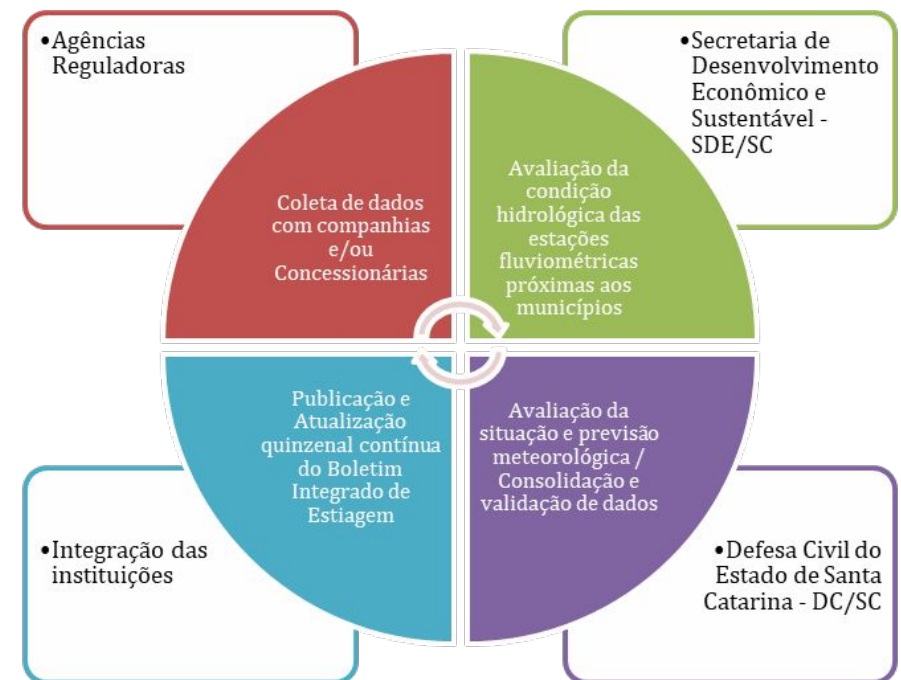 •Agências
Reguladoras
•Secretaria de
Desenvolvimento
Econômico e
Sustentável -
SDE/SC
Coleta de dados
com companhias
e/ou
Concessionárias
Avaliação da
condição
hidrológica das
estações
fluviométricas
próximas aos
municípios
Publicação e
Atualização
quinzenal contínua
do Boletim
Integrado de
Estiagem
Avaliação da
situação e previsão
meteorológica /
Consolidação e
validação de dados
•Integração das
instituições
•Defesa Civil do
Estado de Santa
Catarina - DC/SC